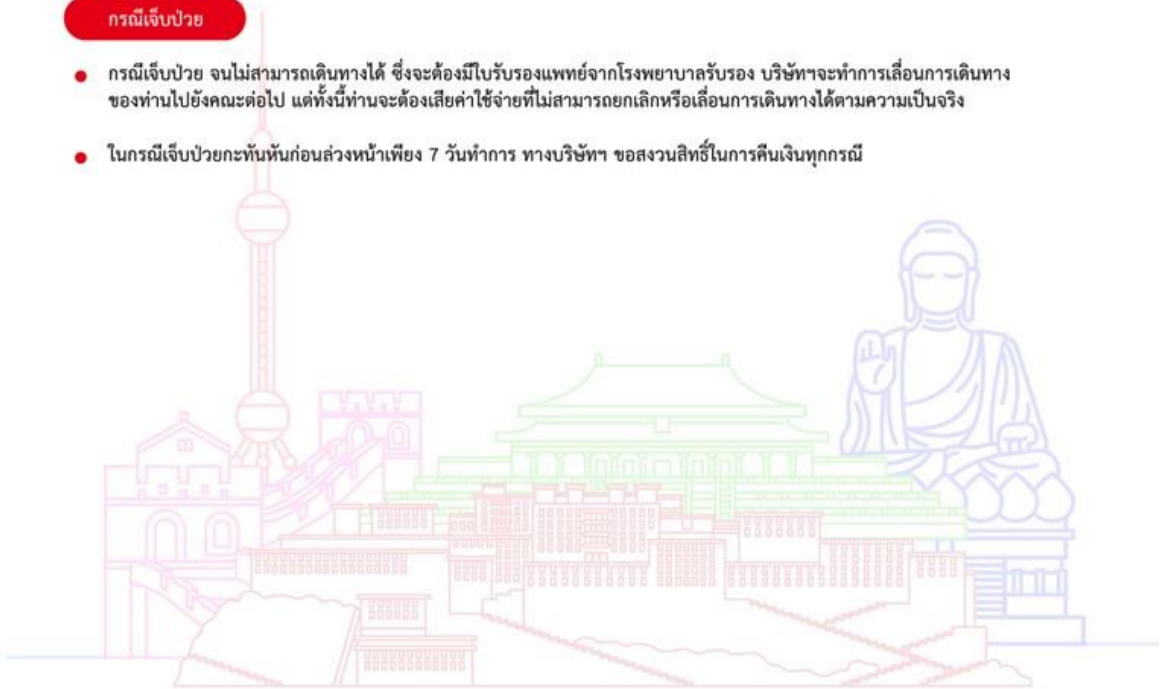 กรณีเจ็บป่วย
กรณีเจ็บป่วย จนไม่สามารถเดินทางได้ ซึ่งจะต้องมีใบรับรองแพทย์จากโรงพยาบาลรับรอง บริษัทฯจะทำการเลื่อนการเดินทาง
ของท่านไปยังคณะต่อไป แต่ทั้งนี้ท่านจะต้องเสียค่าใช้จ่ายที่ไม่สามารถยกเลิกหรือเลื่อนการเดินทางได้ตามความเป็นจริง
ในกรณีเจ็บป่วยกะทันหันก่อนล่วงหน้าเพียง 7 วันทำการ ทางบริษัทฯ ขอสงวนสิทธิ์ในการคืนเงินทุกกรณี